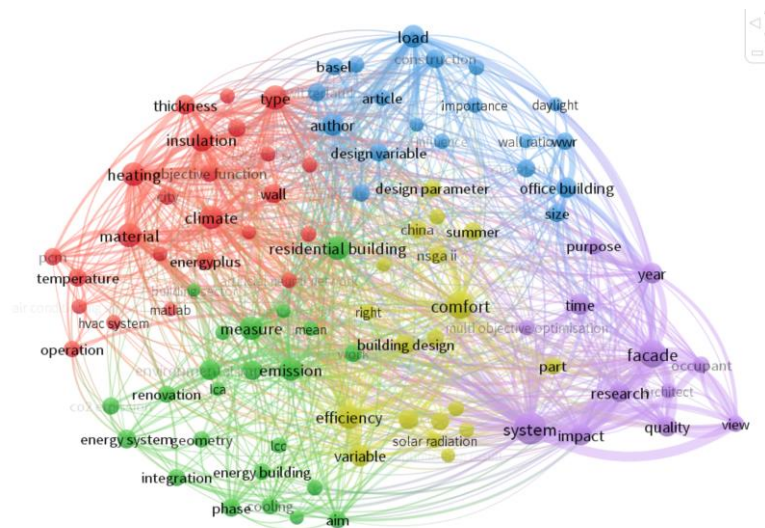 load
construction
basel
type
article
thickness
importance
daylight
author
insulation
wall ratio
wwr
design variable
heating
objective function
design parameter
office building
wall
size
climate
china
summer
material
residential building
nsga ii
purpose
energyplus
pcm
year
temperature
comfort
time
matlab
right
hvac system
measure
mean
multi objective optimisation
operation
building design
facade
work
part
occupant
emission
renovation
lca
research
architect
efficiency
system
impact
quality
view
energy system
geometry
lcc
solar radiation
variable
integration
energy building
phase
cooling
aim